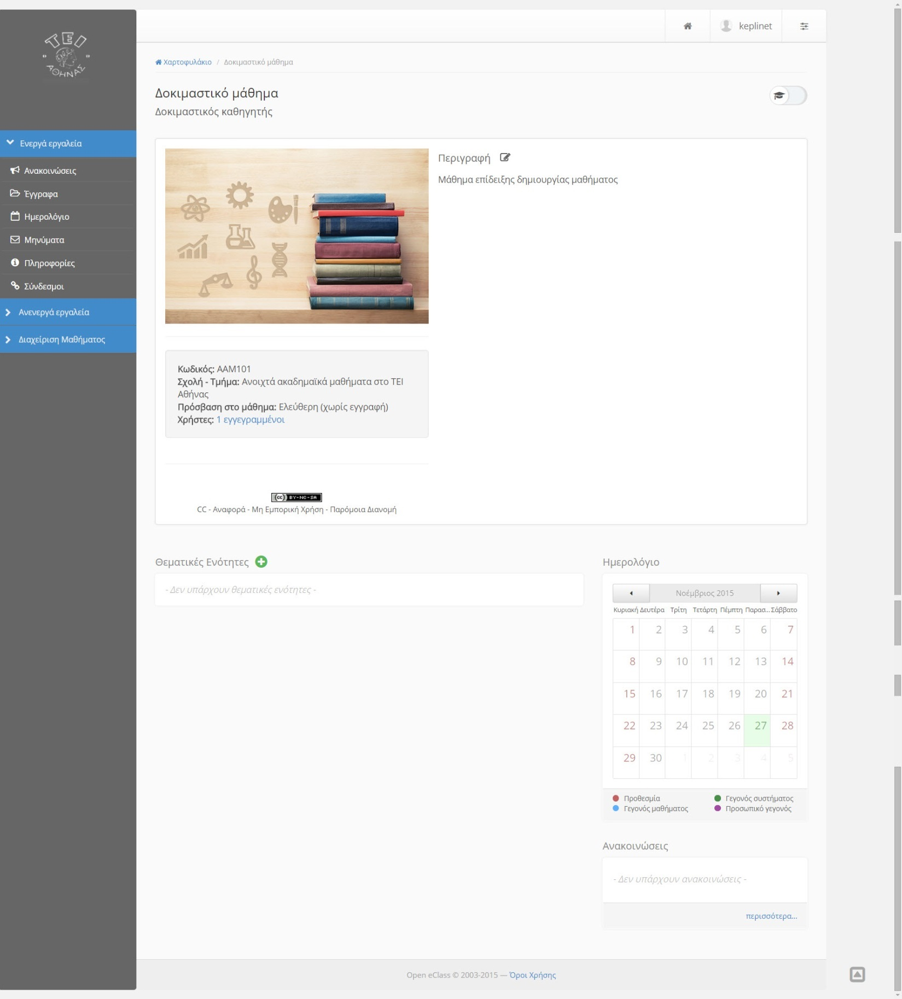 "ΤΕΙ"
ΑΘΗΝΑΣ
keplinet
Χαρτοφυλάκιο / Δοκιμαστικό μάθημα
Δοκιμαστικό μάθημα
Δοκιμαστικός καθηγητής
Ενεργά εργαλεία
Ανακοινώσεις
Έγγραφα
Ημερολόγιο
Μηνύματα
Πληροφορίες
Σύνδεσμοι
Ανενεργά εργαλεία
Διαχείριση Μαθήματος
Περιγραφή
Μάθημα επίδειξης δημιουργίας μαθήματος
Κωδικός: AAM101
Σχολή - Τμήμα: Ανοιχτά ακαδημαϊκά μαθήματα στο ΤΕΙ
Αθήνας
Πρόσβαση στο μάθημα: Ελεύθερη (χωρίς εγγραφή)
Χρήστες: 1 εγγεγραμμένοι
(cc) BY-NC-SA
CC - Αναφορά - Μη Εμπορική Χρήση - Παρόμοια Διανομή
Θεματικές Ενότητες
- Δεν υπάρχουν θεματικές ενότητες -
Ημερολόγιο
Νοέμβριος 2015
Κυριακή Δευτέρα Τρίτη Τετάρτη Πέμπτη Παρασ... Σάββατο
1 2 3 4 5 6 7
8 9 10 11 12 13 14
15 16 17 18 19 20 21
22 23 24 25 26 27 28
29 30 1 2 3 4 5
Προθεσμία Γεγονός συστήματος
Γεγονός μαθήματος Προσωπικό γεγονός
Ανακοινώσεις
- Δεν υπάρχουν ανακοινώσεις -
περισσότερα...
Open eClass © 2003-2015 — Όροι Χρήσης